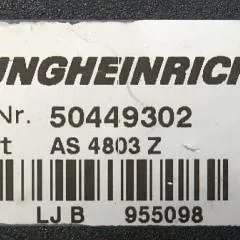 UNGHEINRICH
Nr. 50449302
t AS 4803 Z
LJ B 955098